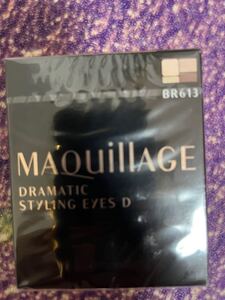 BR613
MAQuillAGE
DRAMATIC
STYLING EYES D